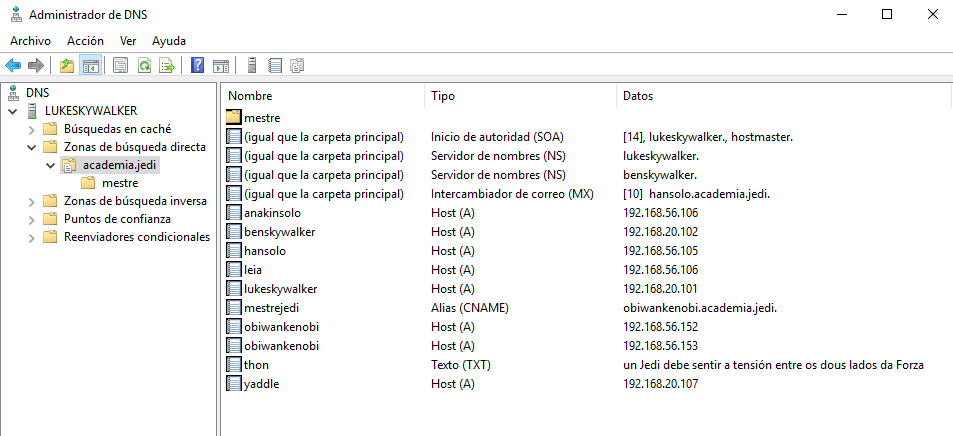 Administrador de DNS
Archivo Acción Ver Ayuda
DNS
LUKESKYWALKER
Búsquedas en caché
Zonas de búsqueda directa
academia.jedi
mestre
Zonas de búsqueda inversa
Puntos de confianza
Reenviadores condicionales
Nombre Tipo Datos
mestre
(igual que la carpeta principal) Inicio de autoridad (SOA) [14], lukeskywalker., hostmaster.
(igual que la carpeta principal) Servidor de nombres (NS) lukeskywalker.
(igual que la carpeta principal) Servidor de nombres (NS) benskywalker.
(igual que la carpeta principal) Intercambiador de correo (MX) [10] hansolo.academia.jedi.
anakinsolo Host (A) 192.168.56.106
benskywalker Host (A) 192.168.20.102
hansolo Host (A) 192.168.56.105
leia Host (A) 192.168.56.106
lukeskywalker Host (A) 192.168.20.101
mestrejedi Alias (CNAME) obiwankenobi.academia.jedi.
obiwankenobi Host (A) 192.168.56.152
obiwankenobi Host (A) 192.168.56.153
thon Texto (TXT) un Jedi debe sentir a tensión entre os dous lados da Forza
yaddle Host (A) 192.168.20.107